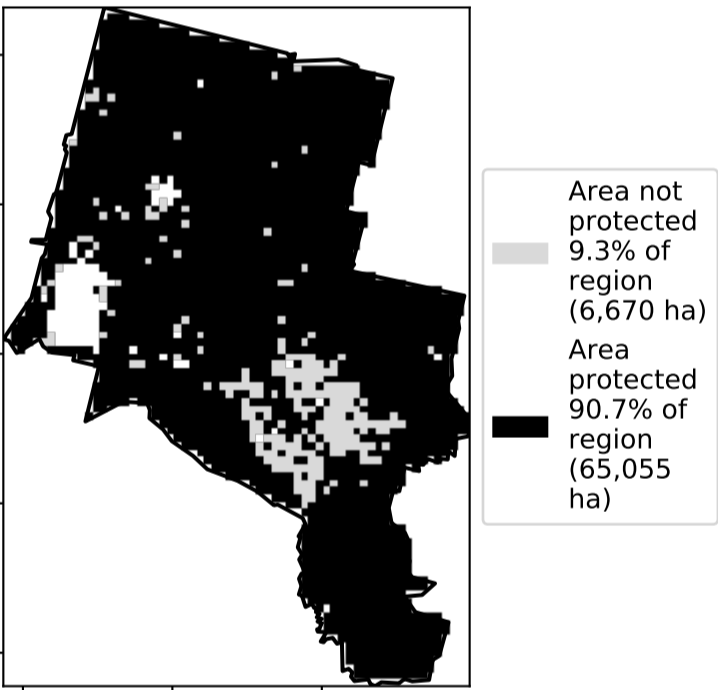 Area not
protected
9.3% of
region
(6,670 ha)
Area
protected
90.7% of
region
(65,055
ha)